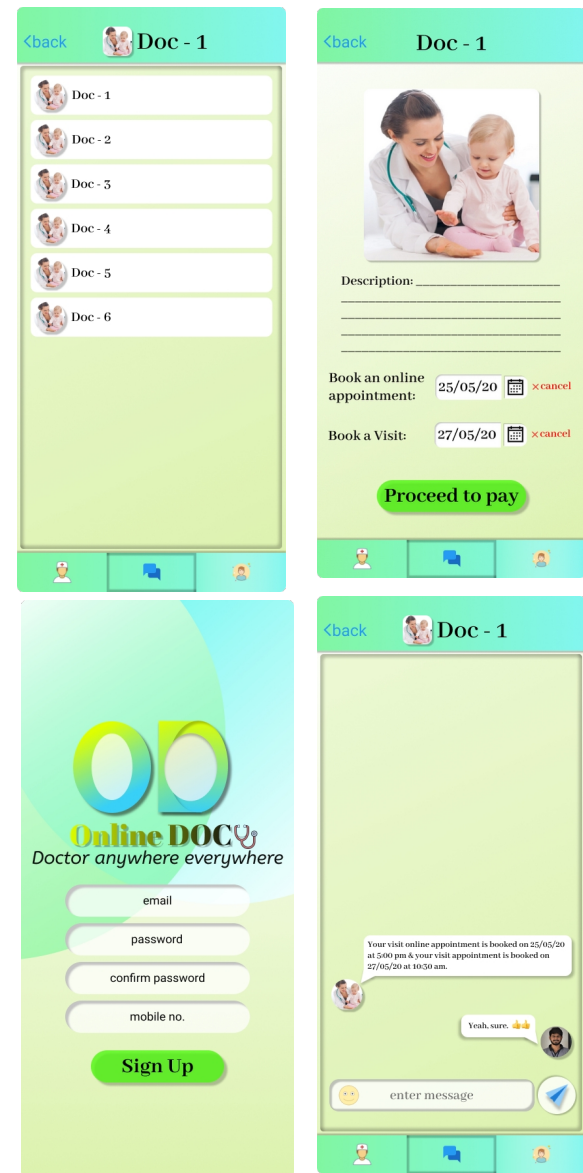 <back
Doc - 1
Doc - 1
Doc - 2
Doc - 3
Doc - 4
Doc - 5
Doc - 6
<back
Doc - 1
Description: ______________________
Book an online
appointment:
25/05/20
×cancel
Book a Visit:
27/05/20
×cancel
Proceed to pay
OD
Online DOC
Doctor anywhere everywhere
email
password
confirm password
mobile no.
Sign Up
<back
Doc - 1
Your visit online appointment is booked on 25/05/20
at 5:00 pm & your visit appointment is booked on
27/05/20 at 10:30 am.
Yeah, sure. 👍👍
enter message